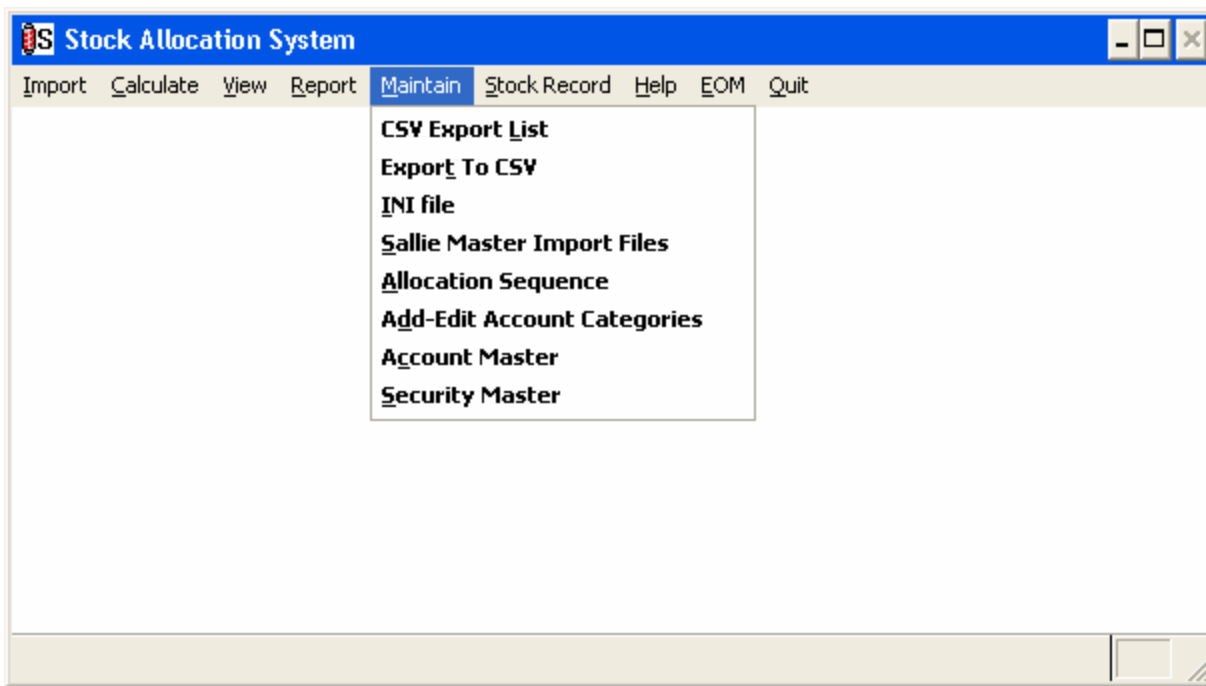 S Stock Allocation System
Import Calculate View Report Maintain Stock Record Help EOM Quit
CSV Export List
Export To CSV
INI file
Sallie Master Import Files
Allocation Sequence
Add-Edit Account Categories
Account Master
Security Master